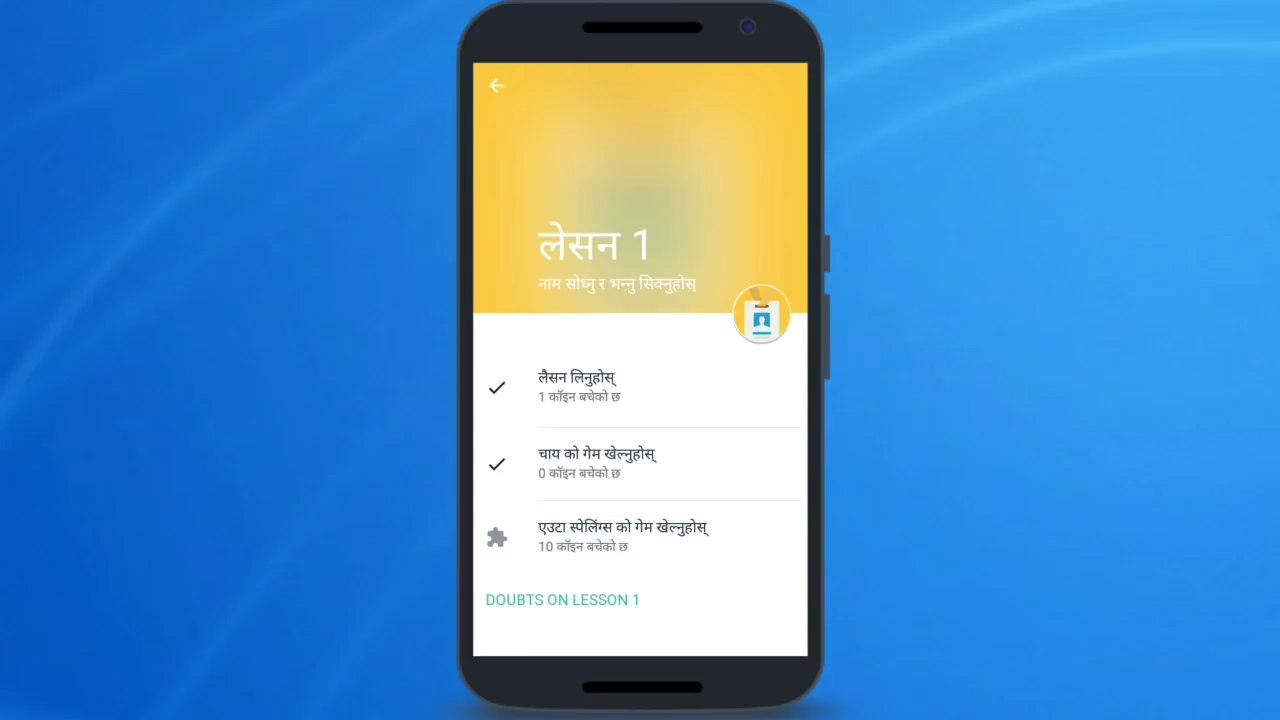 लेसन 1
नाम सोध्नु र भन्नु सिक्नुहोस्
लैसन लिनुहोस्
1 कॉइन बचेको छ
चाय को गेम खेल्नुहोस्
0 कॉइन बचेको छ
एउटा स्पेलिंग्स को गेम खेल्नुहोस्
10 कॉइन बचेको छ
DOUBTS ON LESSON 1